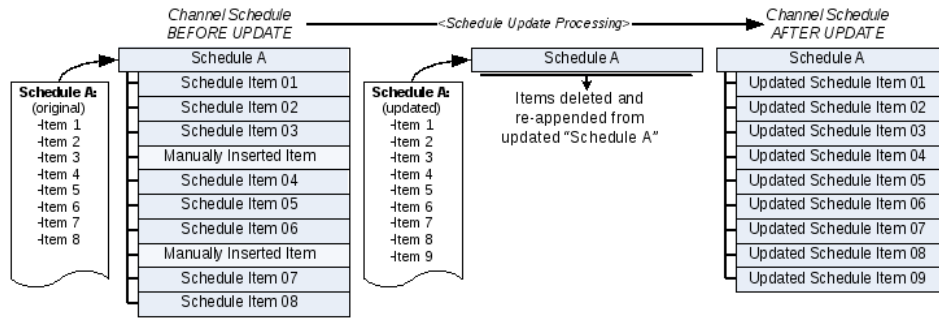 Channel Schedule
BEFORE UPDATE
<Schedule Update Processing>
Channel Schedule
AFTER UPDATE
Schedule A:
(original)
-Item 1
-Item 2
-Item 3
-Item 4
-Item 5
-Item 6
-Item 7
-Item 8
Schedule A
Schedule Item 01
Schedule Item 02
Schedule Item 03
Manually Inserted Item
Schedule Item 04
Schedule Item 05
Schedule Item 06
Manually Inserted Item
Schedule Item 07
Schedule Item 08
Schedule A:
(updated)
-Item 1
-Item 2
-Item 3
-Item 4
-Item 5
-Item 6
-Item 7
-Item 8
-Item 9
Schedule A
Items deleted and
re-appended from
updated “Schedule A”
Schedule A
Updated Schedule Item 01
Updated Schedule Item 02
Updated Schedule Item 03
Updated Schedule Item 04
Updated Schedule Item 05
Updated Schedule Item 06
Updated Schedule Item 07
Updated Schedule Item 08
Updated Schedule Item 09